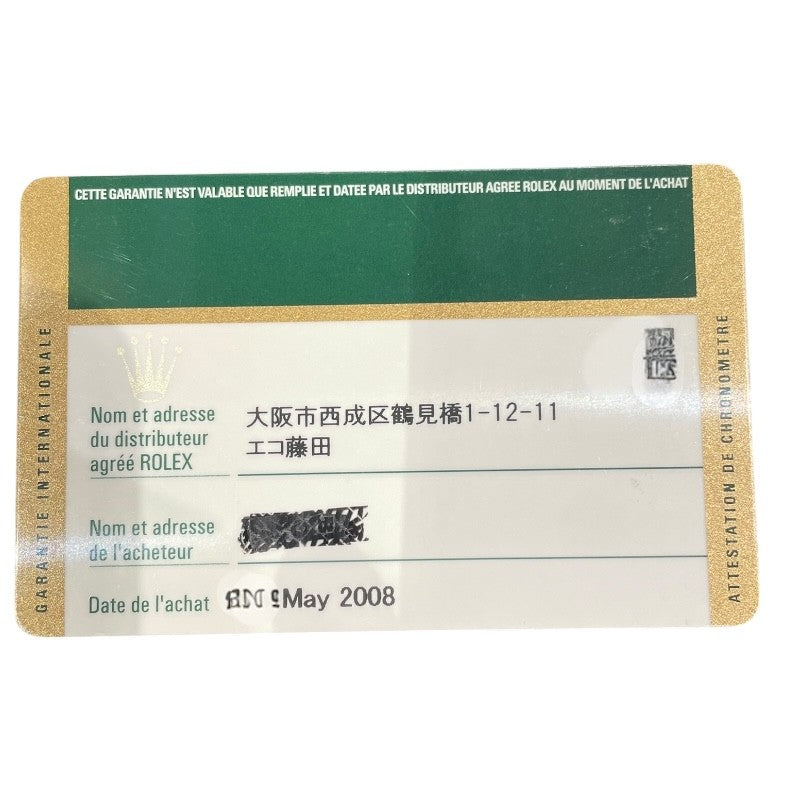 CETTE GARANTIE N'EST VALABLE QUE REMPLIE ET DATEE PAR LE DISTRIBUTEUR AGREE ROLEX AU MOMENT DE L'ACHAT
GARANTIE INTERNATIONALE
Nom et adresse
du distributeur
agréé ROLEX
大阪市西成区鶴見橋1-12-11
エコ藤田
Nom et adresse
de l'acheteur
Date de l'achat
May 2008
ATTESTATION DE CHRONOMETRE